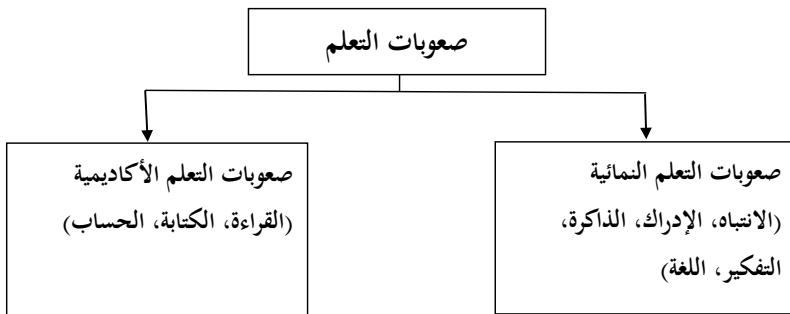 صعوبات التعلم
صعوبات التعلم النمائية
(الانتباه، الإدراك، الذاكرة،
التفكير، اللغة)
صعوبات التعلم الأكاديمية
(القراءة، الكتابة، الحساب)